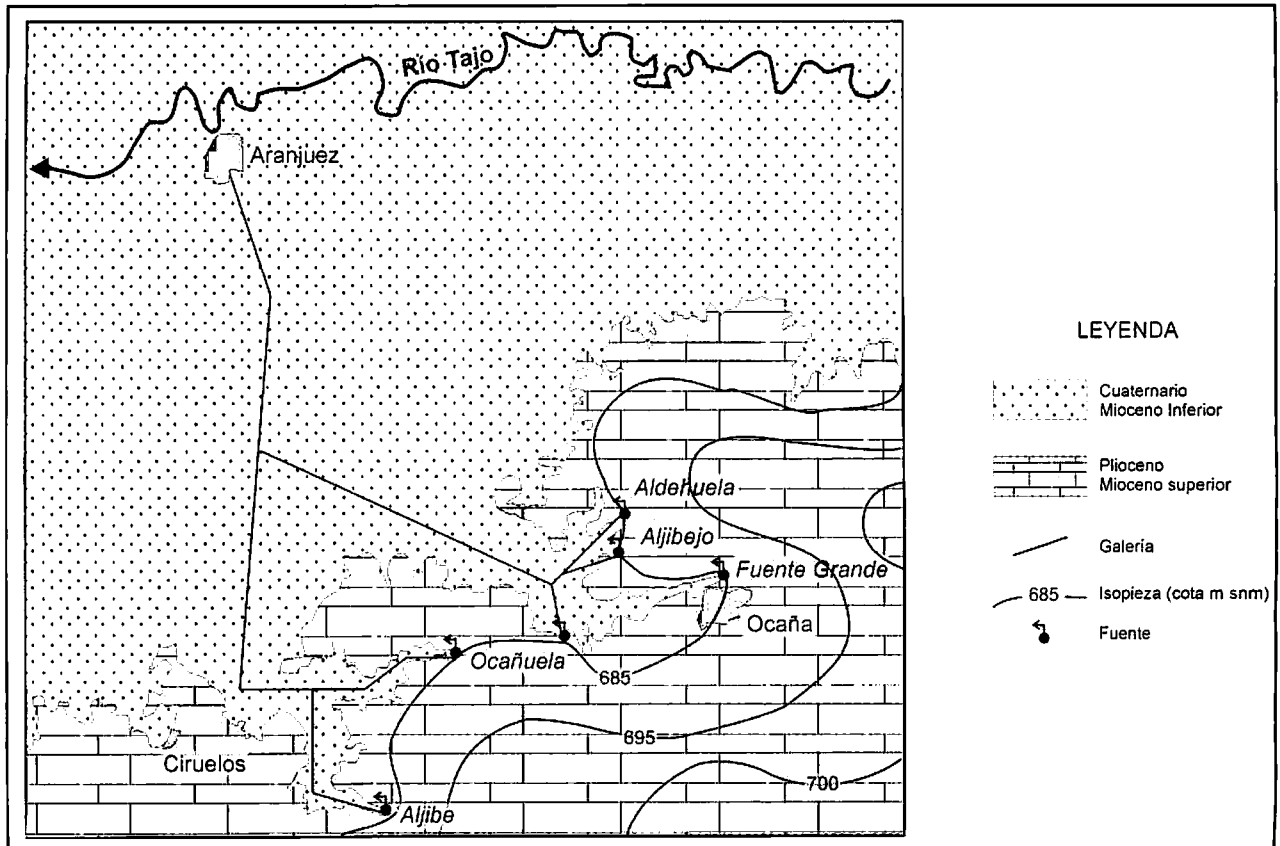 Río Tajo
Aranjuez
Aldehuela
Aljibejo
Fuente Grande
Ocaña
Ocañuela
685
695
Ciruelos
700
Aljibe
LEYENDA
Cuaternario
Mioceno Inferior
Plioceno
Mioceno superior
Galería
685
Isopieza (cota m snm)
Fuente